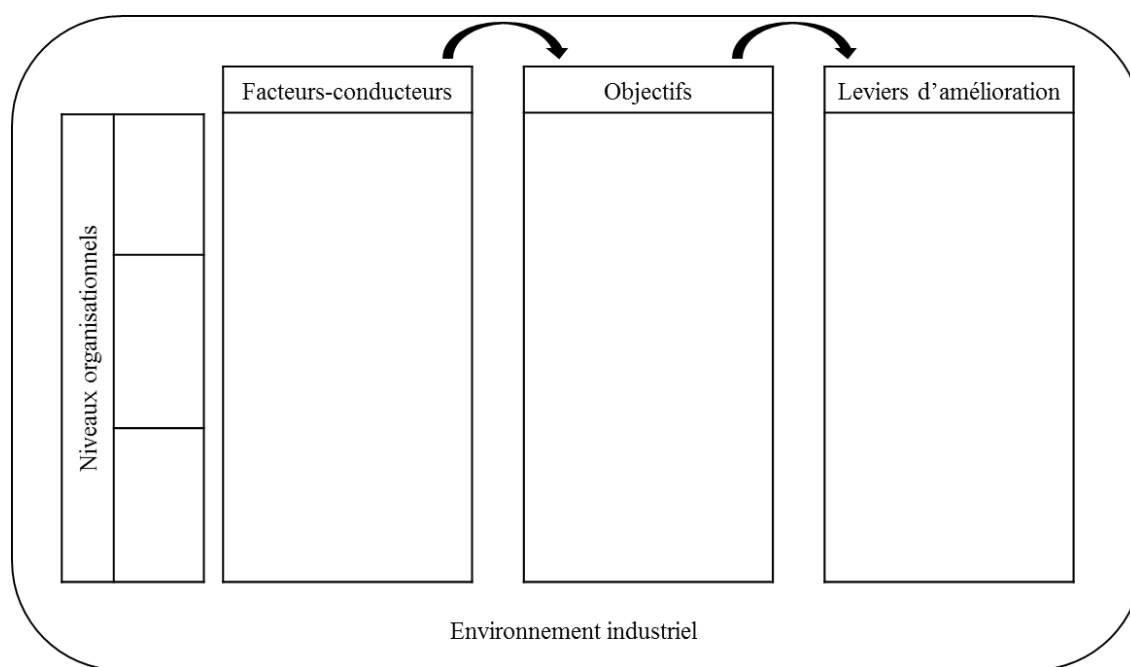 Facteurs-conducteurs
Objectifs
Leviers d’amélioration
Niveaux organisationnels
Environnement industriel